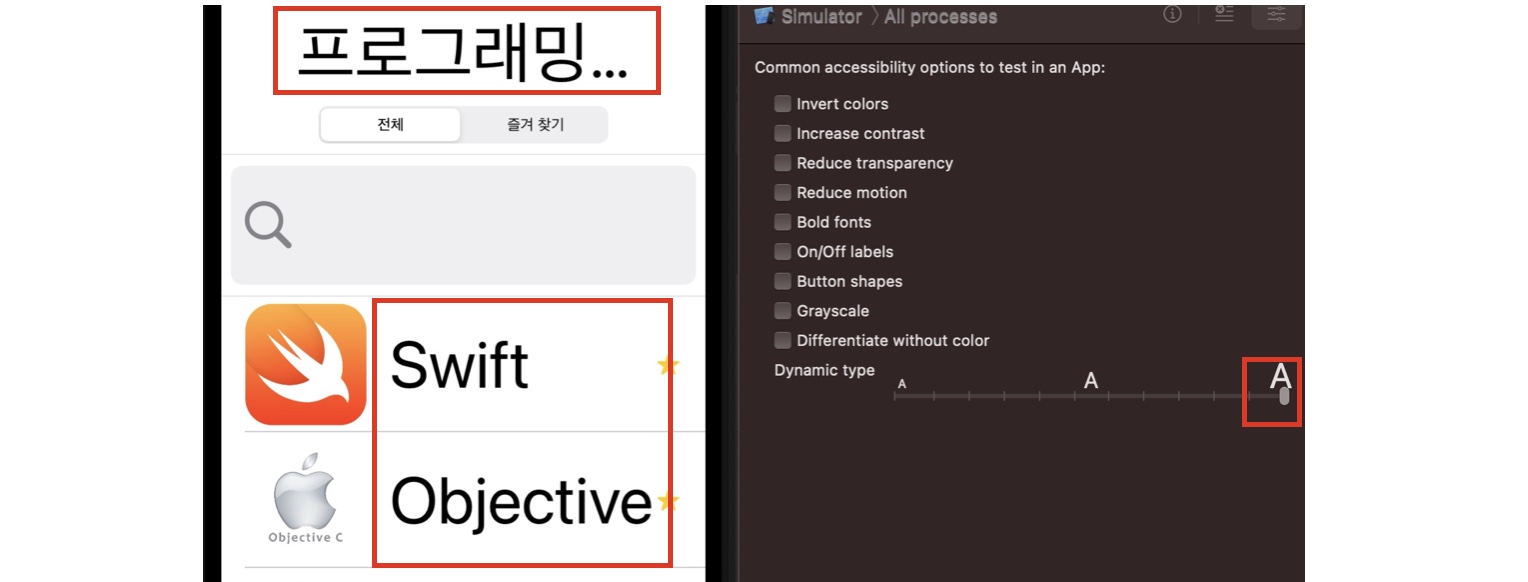 프로그래밍...
전체
즐겨 찾기
Swift
Objective
Objective C
Simulator 〉All processes
Common accessibility options to test in an App:
Invert colors
Increase contrast
Reduce transparency
Reduce motion
Bold fonts
On/Off labels
Button shapes
Grayscale
Differentiate without color
Dynamic type
A A A